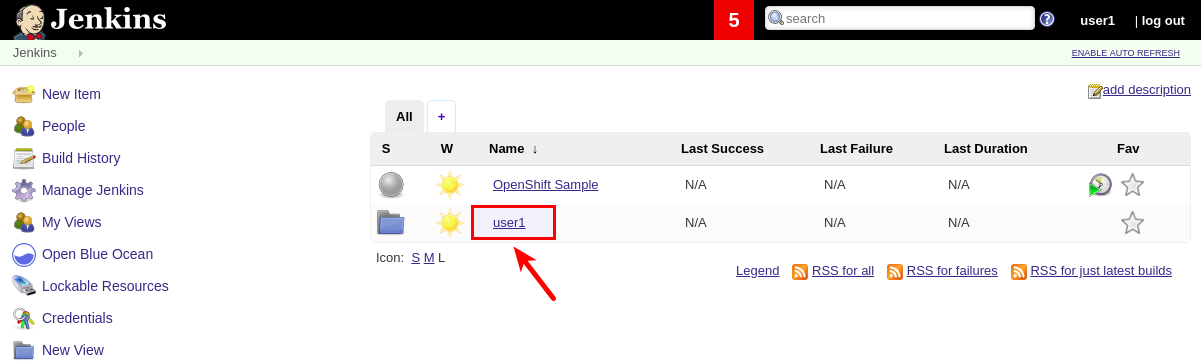 Jenkins 5 search user1 | log out
Jenkins ENABLE AUTO REFRESH
New Item
People
Build History
Manage Jenkins
My Views
Open Blue Ocean
Lockable Resources
Credentials
New View
add description
All +
S W Name ↓ Last Success Last Failure Last Duration Fav
OpenShift Sample N/A N/A N/A
user1 N/A N/A N/A
Icon: S M L
Legend RSS for all RSS for failures RSS for just latest builds